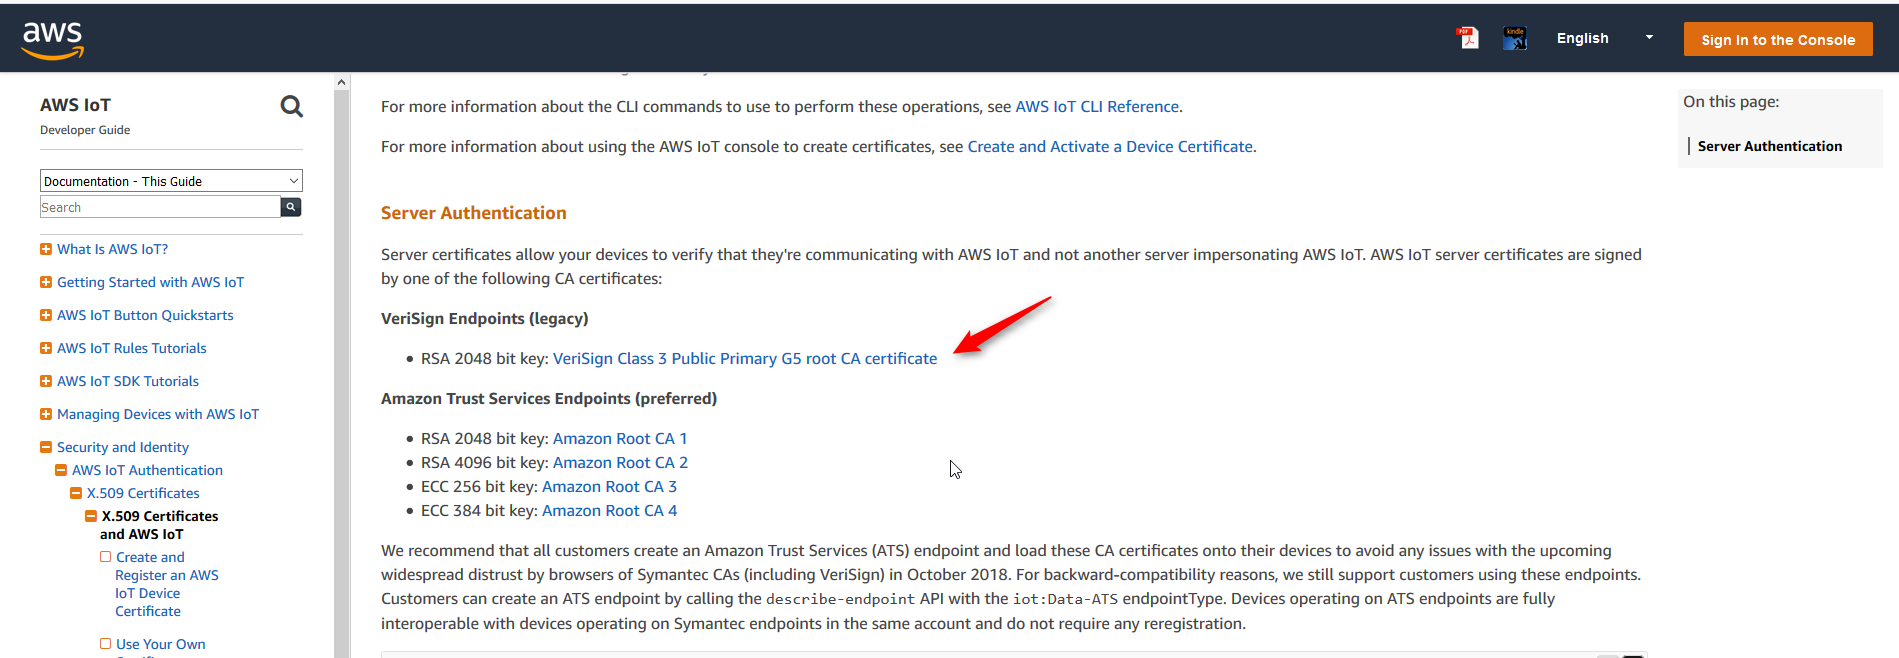 aws
PDF
kindle
English
Sign In to the Console
AWS IoT
Developer Guide
Documentation - This Guide
Search
What Is AWS IoT?
Getting Started with AWS IoT
AWS IoT Button Quickstarts
AWS IoT Rules Tutorials
AWS IoT SDK Tutorials
Managing Devices with AWS IoT
Security and Identity
AWS IoT Authentication
X.509 Certificates
X.509 Certificates
and AWS IoT
Create and
Register an AWS
IoT Device
Certificate
Use Your Own
For more information about the CLI commands to use to perform these operations, see AWS IoT CLI Reference.
For more information about using the AWS IoT console to create certificates, see Create and Activate a Device Certificate.
Server Authentication
Server certificates allow your devices to verify that they're communicating with AWS IoT and not another server impersonating AWS IoT. AWS IoT server certificates are signed
by one of the following CA certificates:
VeriSign Endpoints (legacy)
• RSA 2048 bit key: VeriSign Class 3 Public Primary G5 root CA certificate
Amazon Trust Services Endpoints (preferred)
• RSA 2048 bit key: Amazon Root CA 1
• RSA 4096 bit key: Amazon Root CA 2
• ECC 256 bit key: Amazon Root CA 3
• ECC 384 bit key: Amazon Root CA 4
We recommend that all customers create an Amazon Trust Services (ATS) endpoint and load these CA certificates onto their devices to avoid any issues with the upcoming
widespread distrust by browsers of Symantec CAs (including VeriSign) in October 2018. For backward-compatibility reasons, we still support customers using these endpoints.
Customers can create an ATS endpoint by calling the describe-endpoint API with the iot:Data-ATS endpointType. Devices operating on ATS endpoints are fully
interoperable with devices operating on Symantec endpoints in the same account and do not require any reregistration.
On this page:
Server Authentication